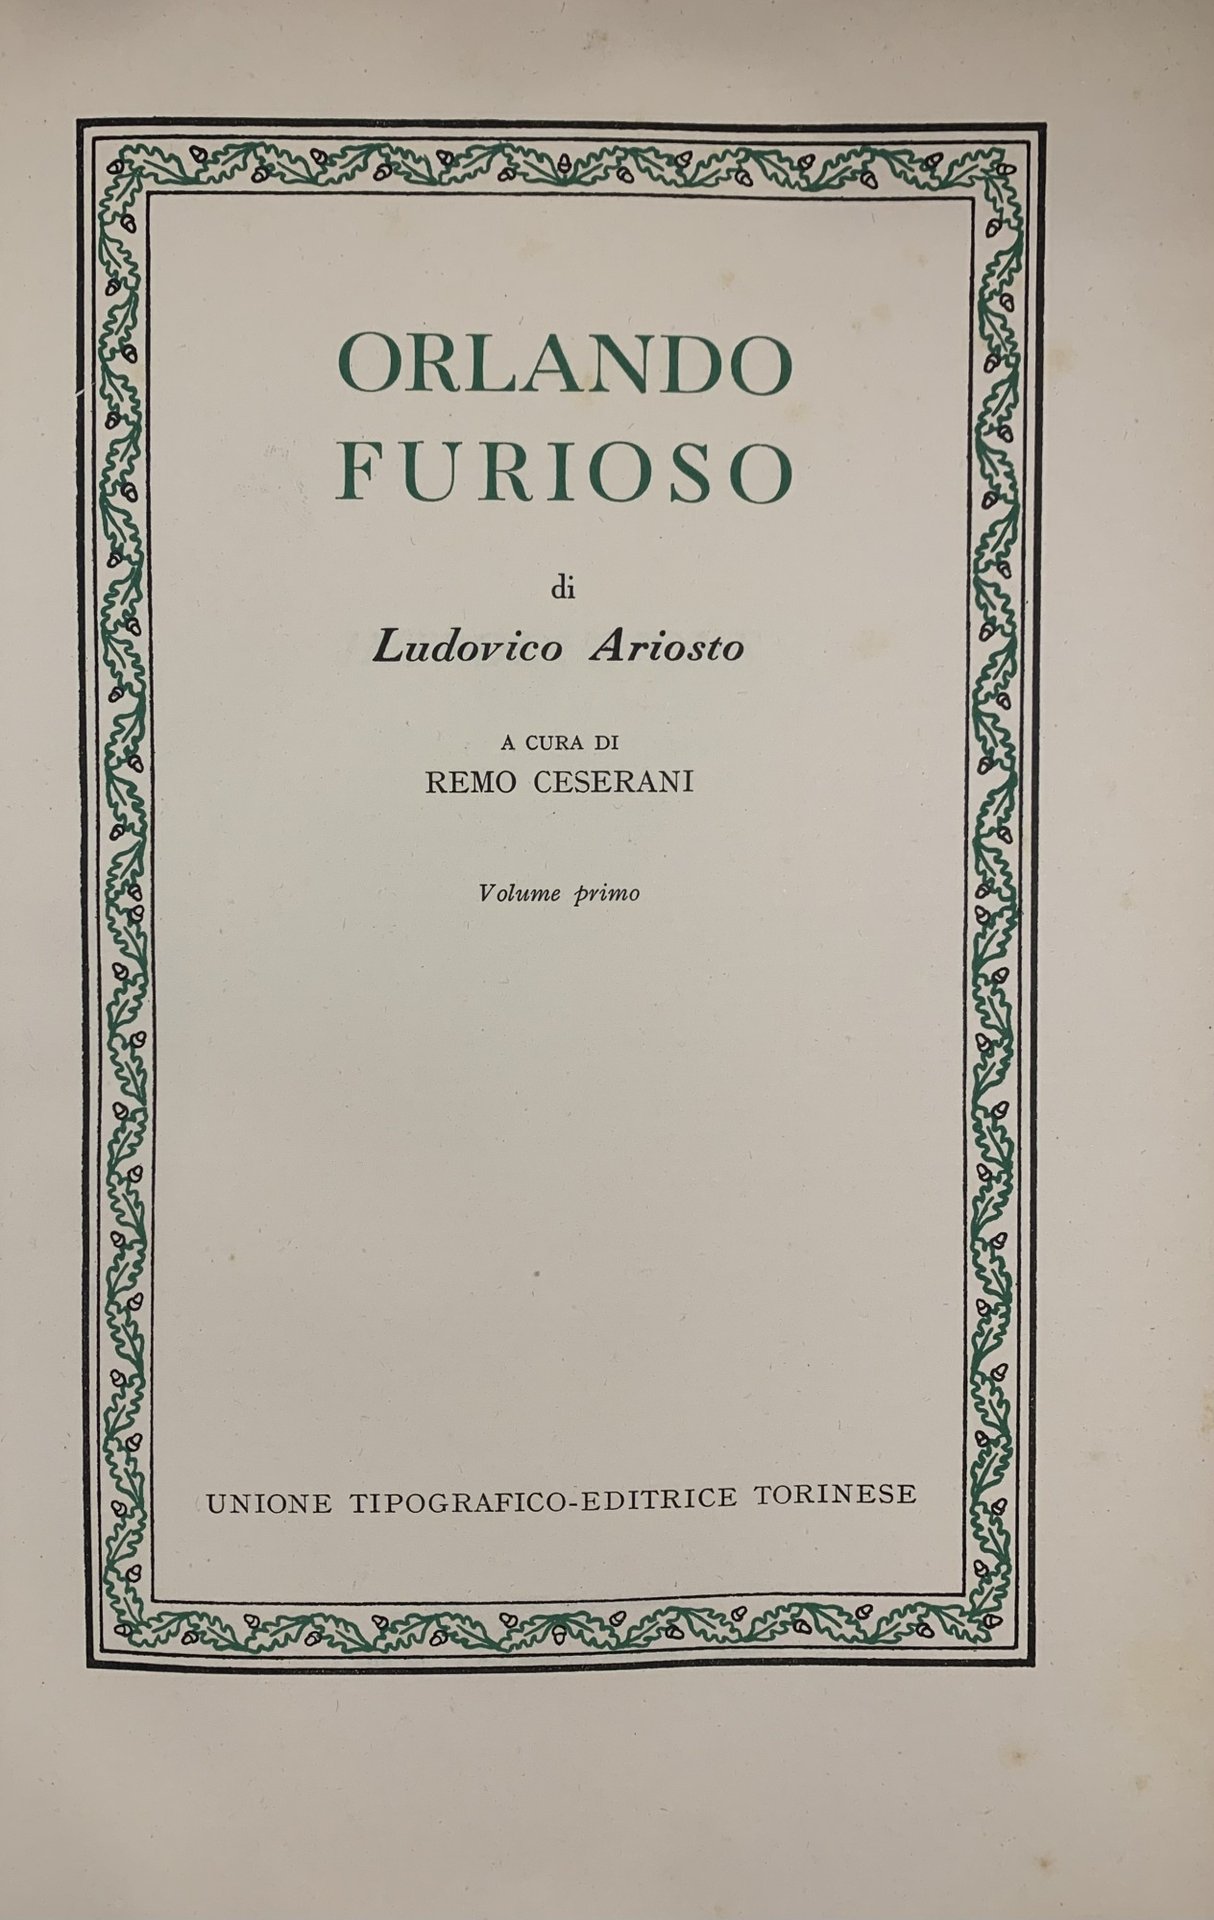 ORLANDO
FURIOSO
di
Ludovico Ariosto
A CURA DI
REMO CESERANI
Volume primo
UNIONE TIPOGRAFICO-EDITRICE TORINESE